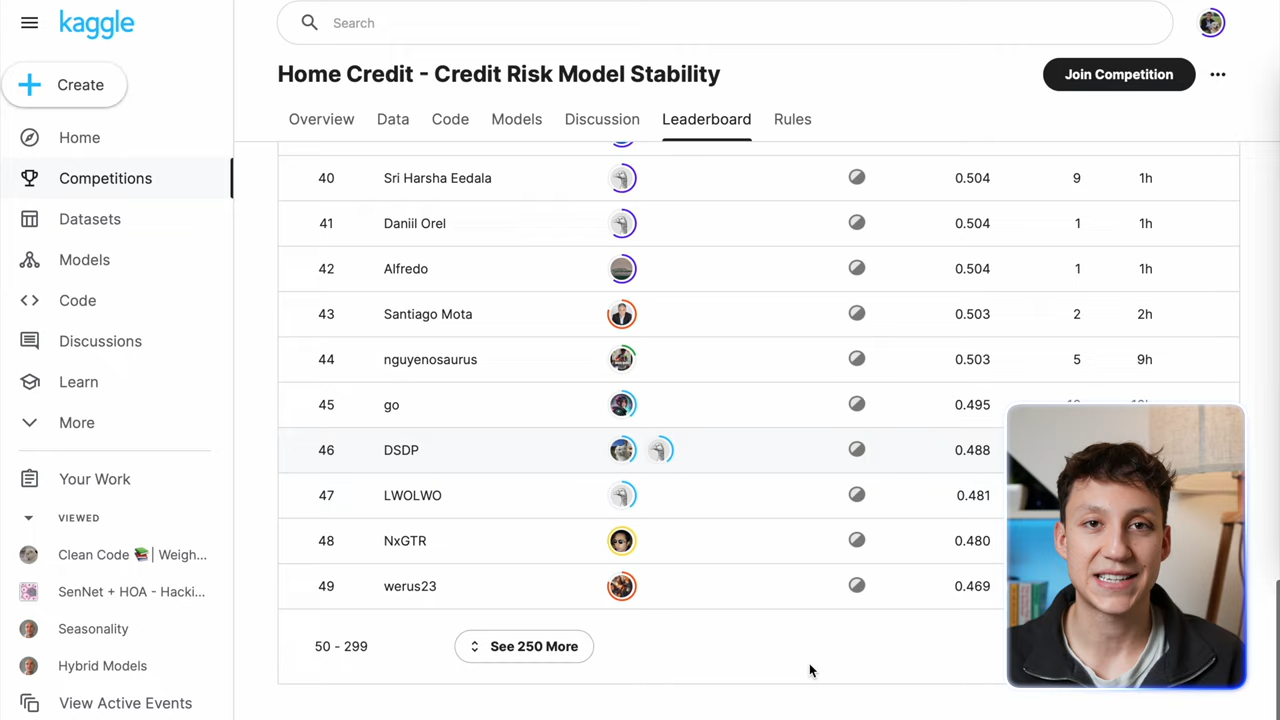 kaggle
Search
Create
Home
Competitions
Datasets
Models
Code
Discussions
Learn
More
Your Work
VIEWED
Clean Code 📚| Weigh...
SenNet + HOA - Hacki...
Seasonality
Hybrid Models
View Active Events
Home Credit - Credit Risk Model Stability
Join Competition
Overview Data Code Models Discussion Leaderboard Rules
40 Sri Harsha Eedala 0.504 9 1h
41 Daniil Orel 0.504 1 1h
42 Alfredo 0.504 1 1h
43 Santiago Mota 0.503 2 2h
44 nguyenosaurus 0.503 5 9h
45 go 0.495
46 DSDP 0.488
47 LWOLWO 0.481
48 NxGTR 0.480
49 werus23 0.469
50 - 299 See 250 More